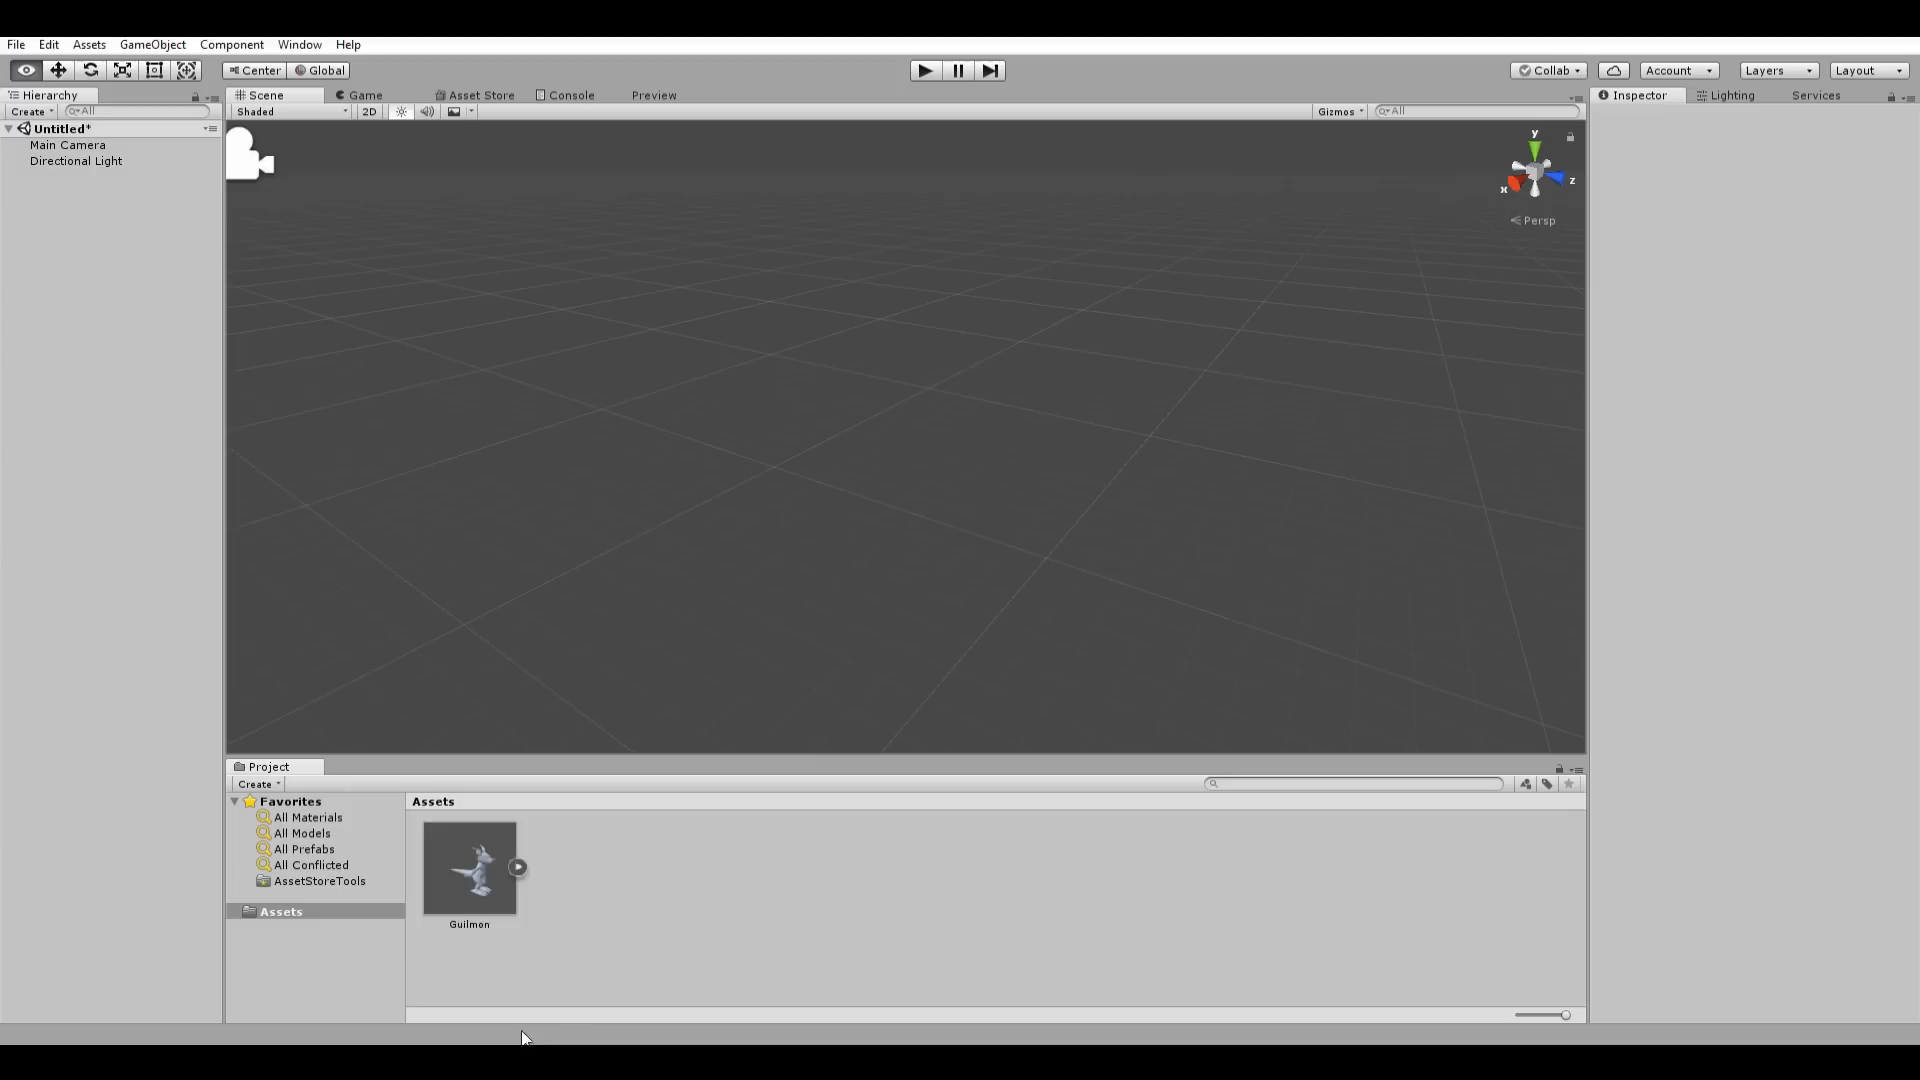 File Edit Assets GameObject Component Window Help
Center Global Collab Account Layers Layout
Hierarchy Scene Game Asset Store Console Preview Inspector Lighting Services
Create All Shaded 2D Gizmos All
Untitled*
Main Camera
Directional Light
y
x
z
Persp
Project
Create
Favorites
All Materials
All Models
All Prefabs
All Conflicted
AssetStoreTools
Assets
Assets
Guilmon